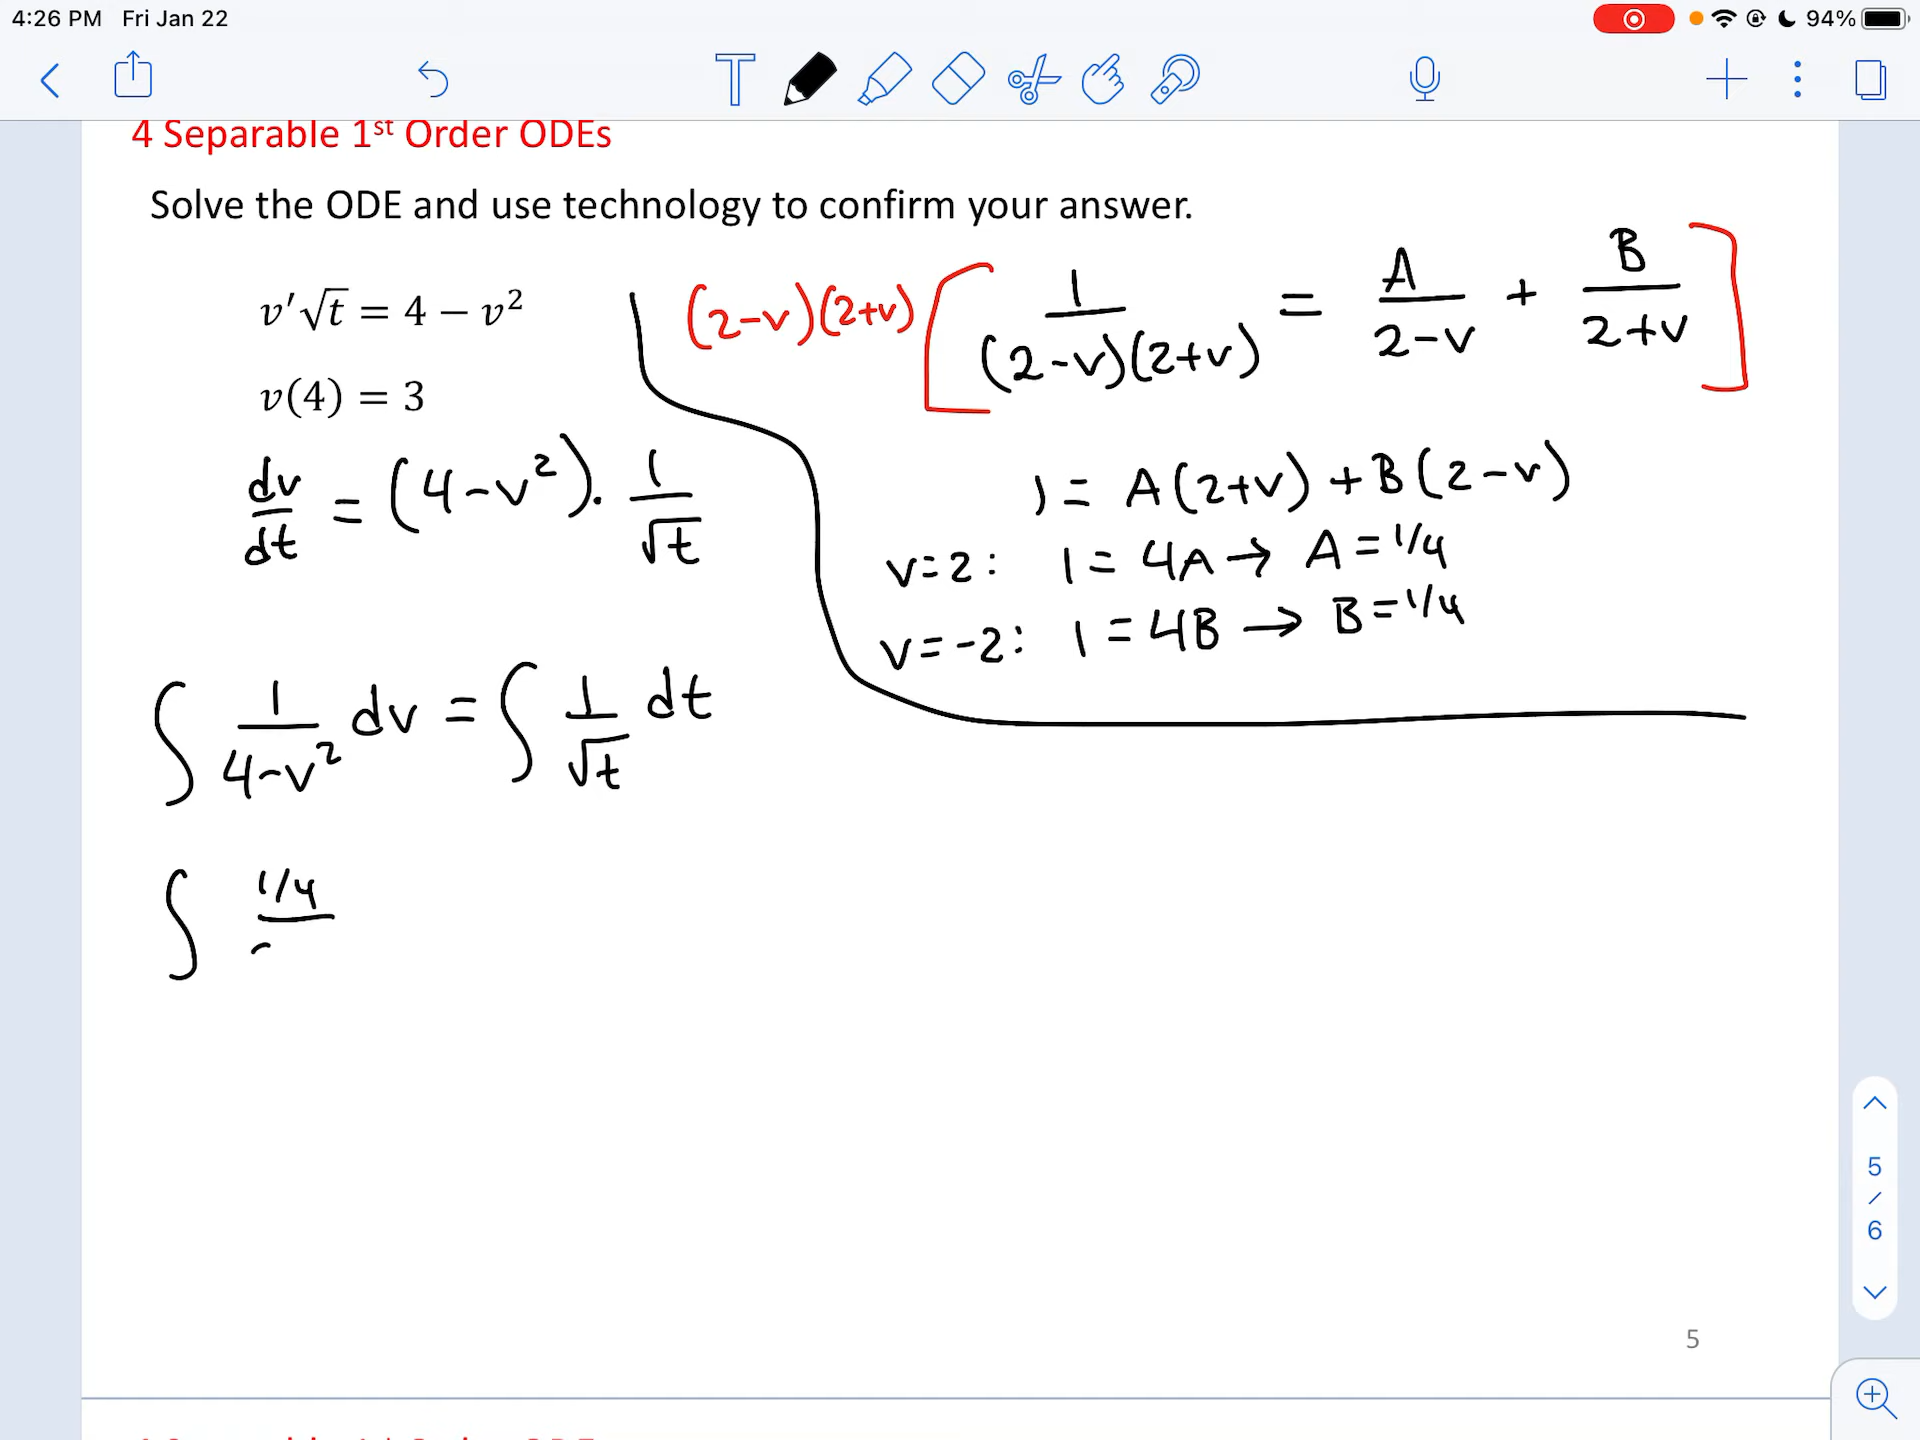 4:26 PM Fri Jan 22 94%
4 Separable 1st Order ODEs
Solve the ODE and use technology to confirm your answer.
v′√t = 4 − v²
v(4) = 3
(2-v)(2+v) [ 1/((2-v)(2+v)) = A/(2-v) + B/(2+v) ]
dv/dt = (4-v²) · 1/√t
1 = A(2+v) + B(2-v)
v=2: 1 = 4A → A = 1/4
v=-2: 1 = 4B → B = 1/4
∫ 1/(4-v²) dv = ∫ 1/√t dt
∫ 1/4
5
/
6
5